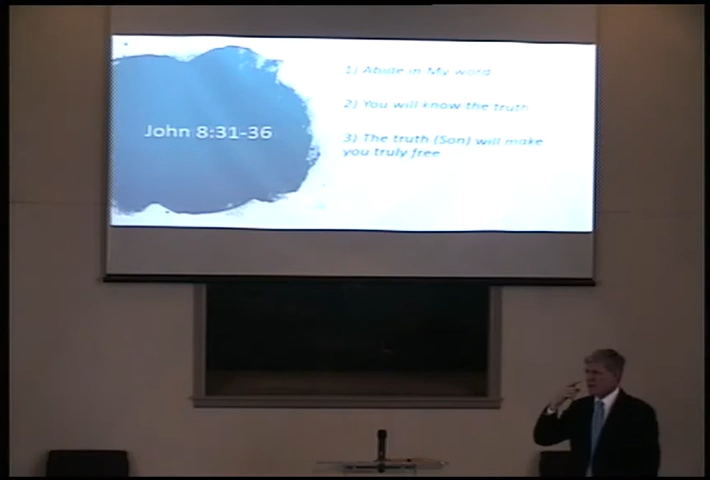 John 8:31-36
1) Abide in My word
2) You will know the truth
3) The truth (Son) will make
you truly free